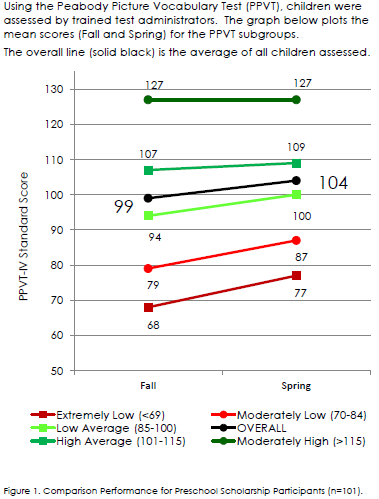 Using the Peabody Picture Vocabulary Test (PPVT), children were
assessed by trained test administrators. The graph below plots the
mean scores (Fall and Spring) for the PPVT subgroups.
The overall line (solid black) is the average of all children assessed.
130
127
127
120
110
107
109
100
99
104
94
100
90
80
79
87
70
68
77
60
50
PPVT-IV Standard Score
Fall
Spring
Extremely Low (<69)
Moderately Low (70-84)
Low Average (85-100)
OVERALL
High Average (101-115)
Moderately High (>115)
Figure 1. Comparison Performance for Preschool Scholarship Participants (n=101).